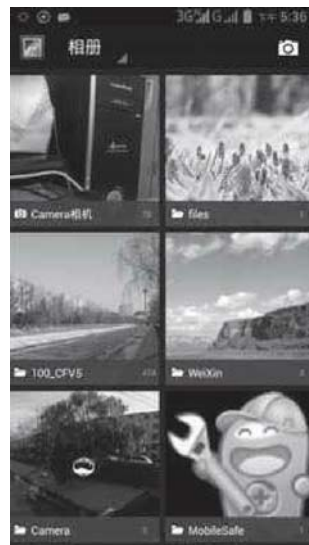 3G G 下午5:36
相册
Camera相机
files
100_CFV5
WeiXin
Camera
MobileSafe